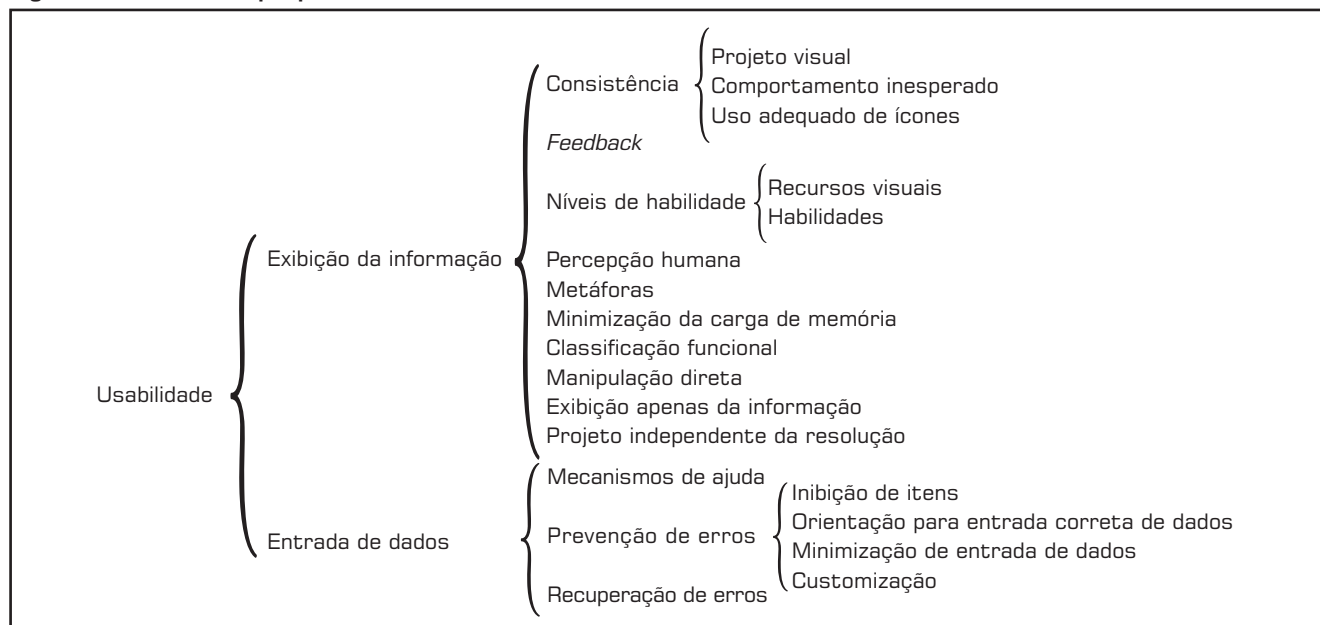 Projeto visual
Consistência
Comportamento inesperado
Uso adequado de ícones
Feedback
Níveis de habilidade
Recursos visuais
Habilidades
Exibição da informação
Percepção humana
Metáforas
Minimização da carga de memória
Classificação funcional
Manipulação direta
Usabilidade
Exibição apenas da informação
Projeto independente da resolução
Mecanismos de ajuda
Inibição de itens
Orientação para entrada correta de dados
Entrada de dados
Prevenção de erros
Minimização de entrada de dados
Customização
Recuperação de erros